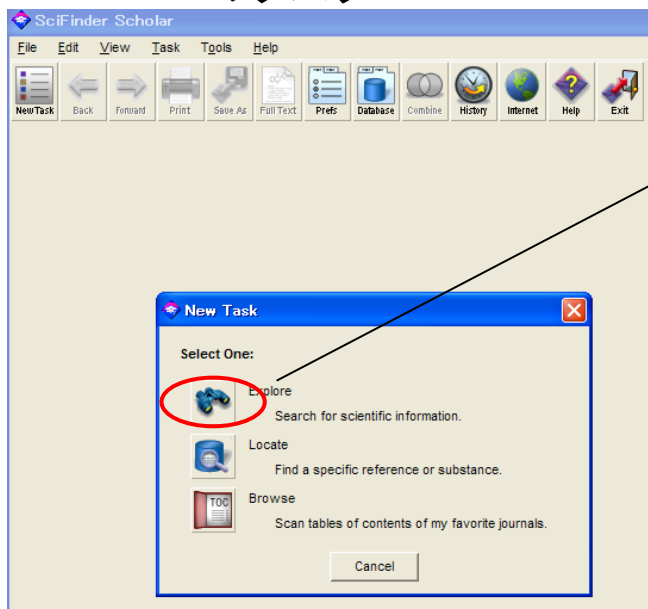 SciFinder Scholar
File Edit View Task Tools Help
New Task Back Forward Print Save As Full Text Prefs Database Combine History Internet Help Exit
New Task
Select One:
Explore
Search for scientific information.
Locate
Find a specific reference or substance.
TOC
Browse
Scan tables of contents of my favorite journals.
Cancel